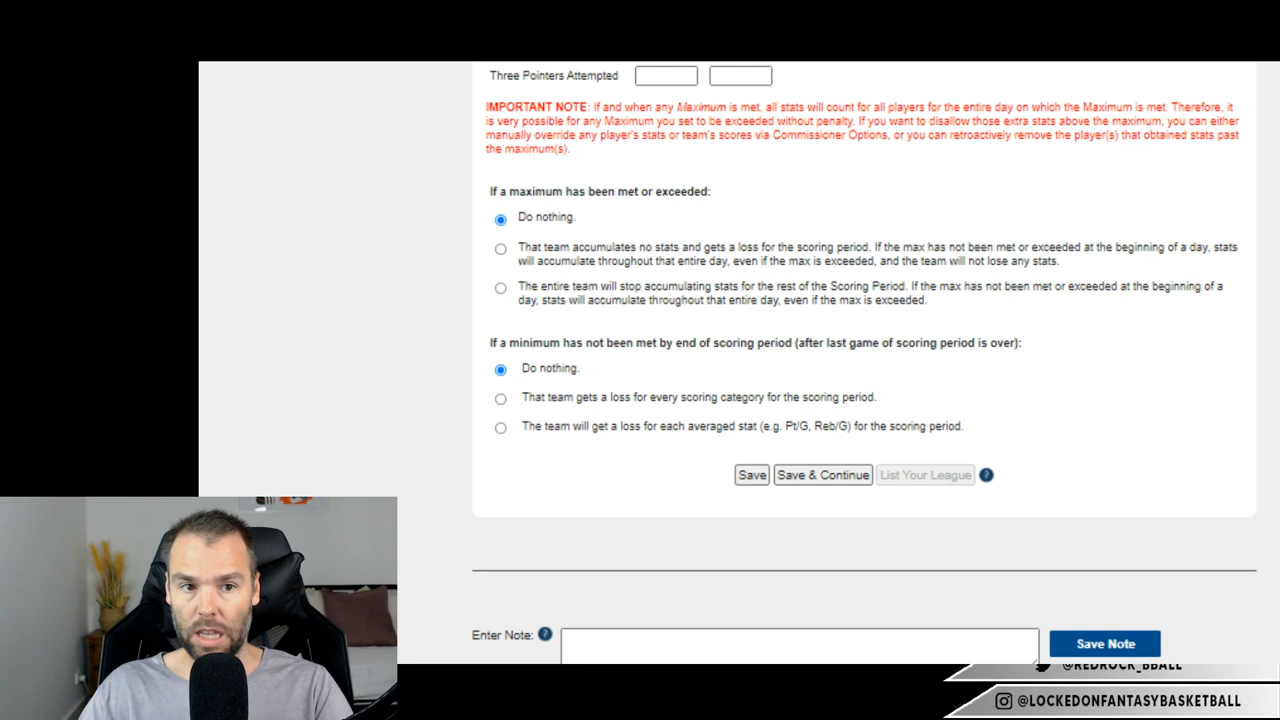 Three Pointers Attempted
IMPORTANT NOTE: If and when any Maximum is met, all stats will count for all players for the entire day on which the Maximum is met. Therefore, it
is very possible for any Maximum you set to be exceeded without penalty. If you want to disallow those extra stats above the maximum, you can either
manually override any player's stats or team's scores via Commissioner Options, or you can retroactively remove the player(s) that obtained stats past
the maximum(s).
If a maximum has been met or exceeded:
Do nothing.
That team accumulates no stats and gets a loss for the scoring period. If the max has not been met or exceeded at the beginning of a day, stats
will accumulate throughout that entire day, even if the max is exceeded, and the team will not lose any stats.
The entire team will stop accumulating stats for the rest of the Scoring Period. If the max has not been met or exceeded at the beginning of a
day, stats will accumulate throughout that entire day, even if the max is exceeded.
If a minimum has not been met by end of scoring period (after last game of scoring period is over):
Do nothing.
That team gets a loss for every scoring category for the scoring period.
The team will get a loss for each averaged stat (e.g. Pt/G, Reb/G) for the scoring period.
Save Save & Continue List Your League ?
Enter Note: ? Save Note
@REDROCK_BBALL
@LOCKEDONFANTASYBASKETBALL